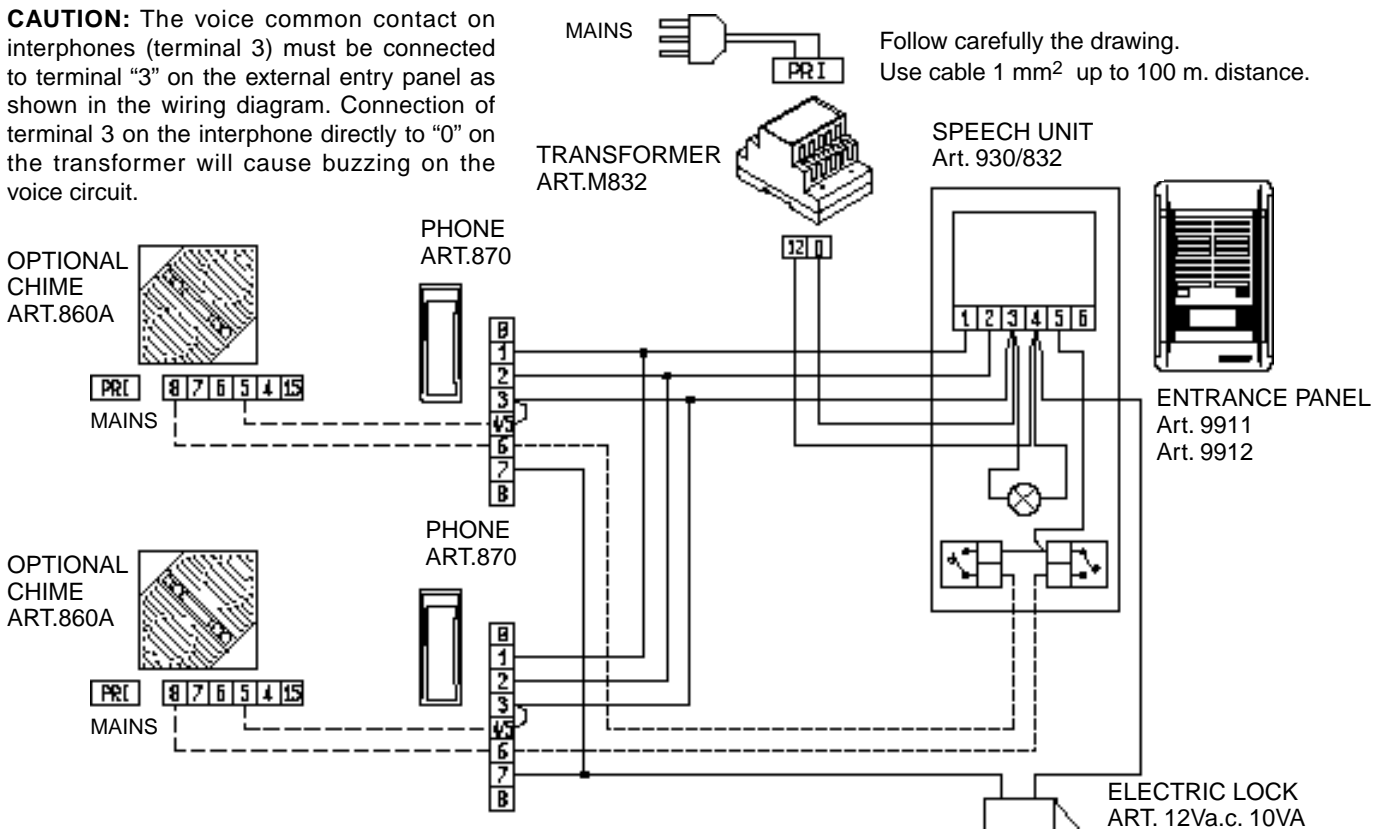 CAUTION: The voice common contact on
interphones (terminal 3) must be connected
to terminal “3” on the external entry panel as
shown in the wiring diagram. Connection of
terminal 3 on the interphone directly to “0” on
the transformer will cause buzzing on the
voice circuit.
MAINS
PRI
Follow carefully the drawing.
Use cable 1 mm2 up to 100 m. distance.
TRANSFORMER
ART.M832
12 0
SPEECH UNIT
Art. 930/832
1 2 3 4 5 6
ENTRANCE PANEL
Art. 9911
Art. 9912
OPTIONAL
CHIME
ART.860A
PRI 8 7 6 5 4 15
MAINS
PHONE
ART.870
1
2
3
6
7
OPTIONAL
CHIME
ART.860A
PRI 8 7 6 5 4 15
MAINS
PHONE
ART.870
1
2
3
6
7
ELECTRIC LOCK
ART. 12Va.c. 10VA